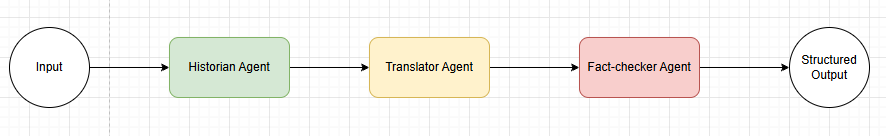 Input
Historian Agent
Translator Agent
Fact-checker Agent
Structured
Output